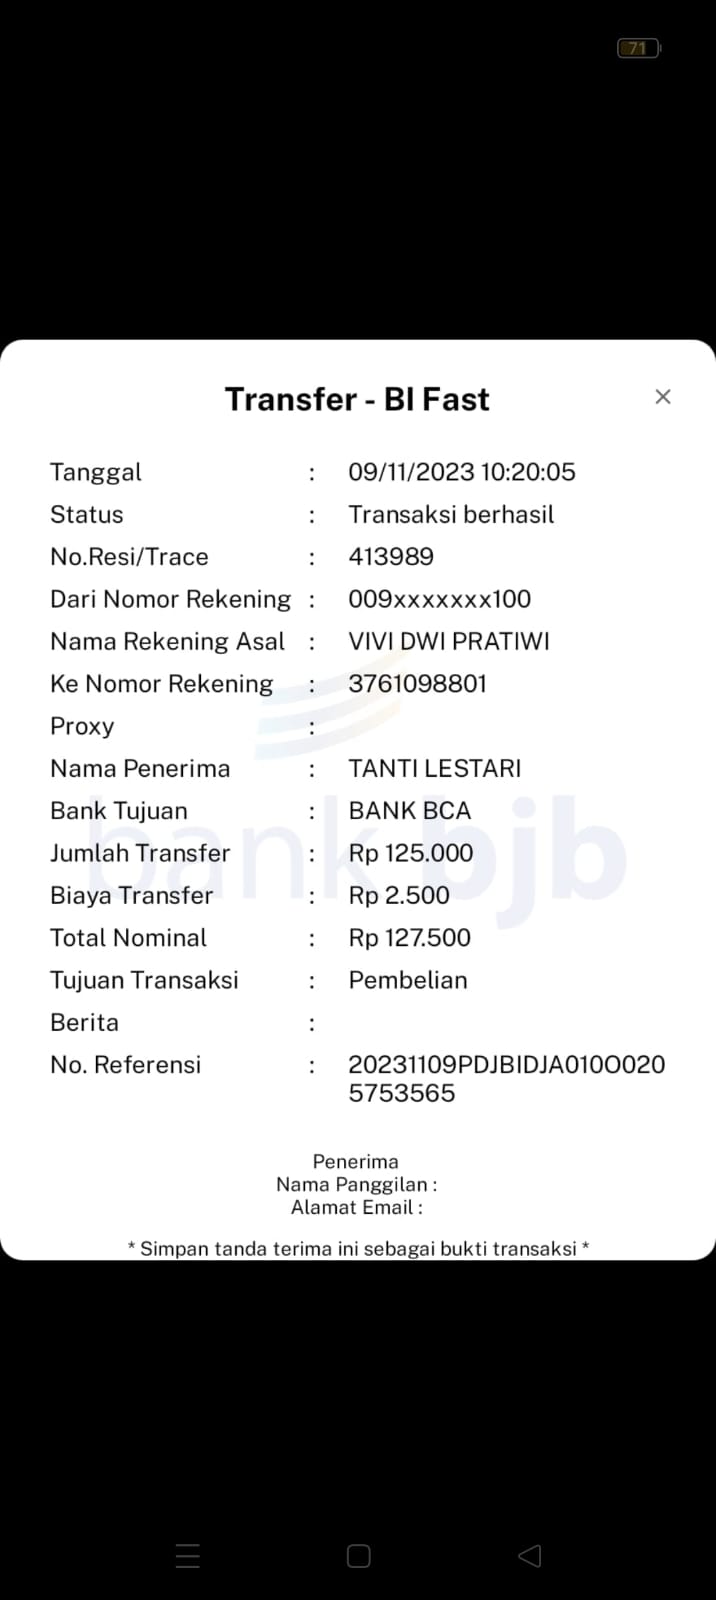 71
Transfer - BI Fast
Tanggal : 09/11/2023 10:20:05
Status : Transaksi berhasil
No.Resi/Trace : 413989
Dari Nomor Rekening : 009xxxxxxx100
Nama Rekening Asal : VIVI DWI PRATIWI
Ke Nomor Rekening : 3761098801
Proxy :
Nama Penerima : TANTI LESTARI
Bank Tujuan : BANK BCA
Jumlah Transfer : Rp 125.000
Biaya Transfer : Rp 2.500
Total Nominal : Rp 127.500
Tujuan Transaksi : Pembelian
Berita :
No. Referensi : 20231109PDJBIDJA010O020
5753565
bank bjb
Penerima
Nama Panggilan :
Alamat Email :
* Simpan tanda terima ini sebagai bukti transaksi *